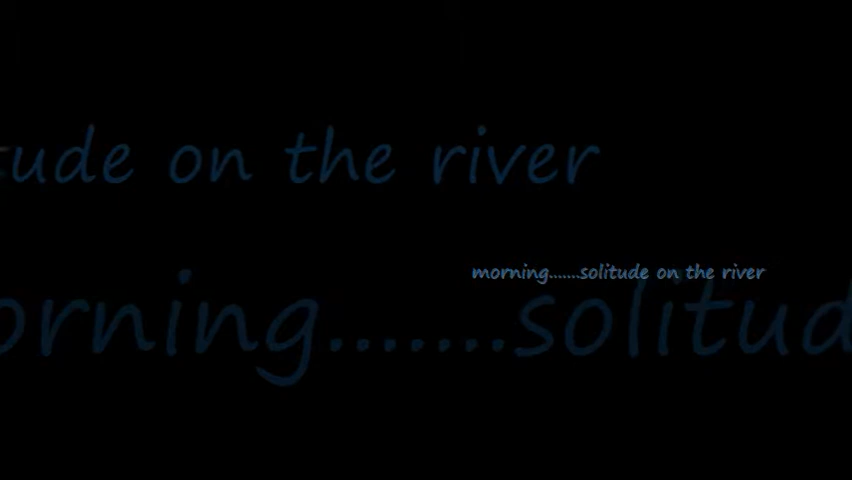 tude on the river
morning.......solitude on the river
orning.......solitud